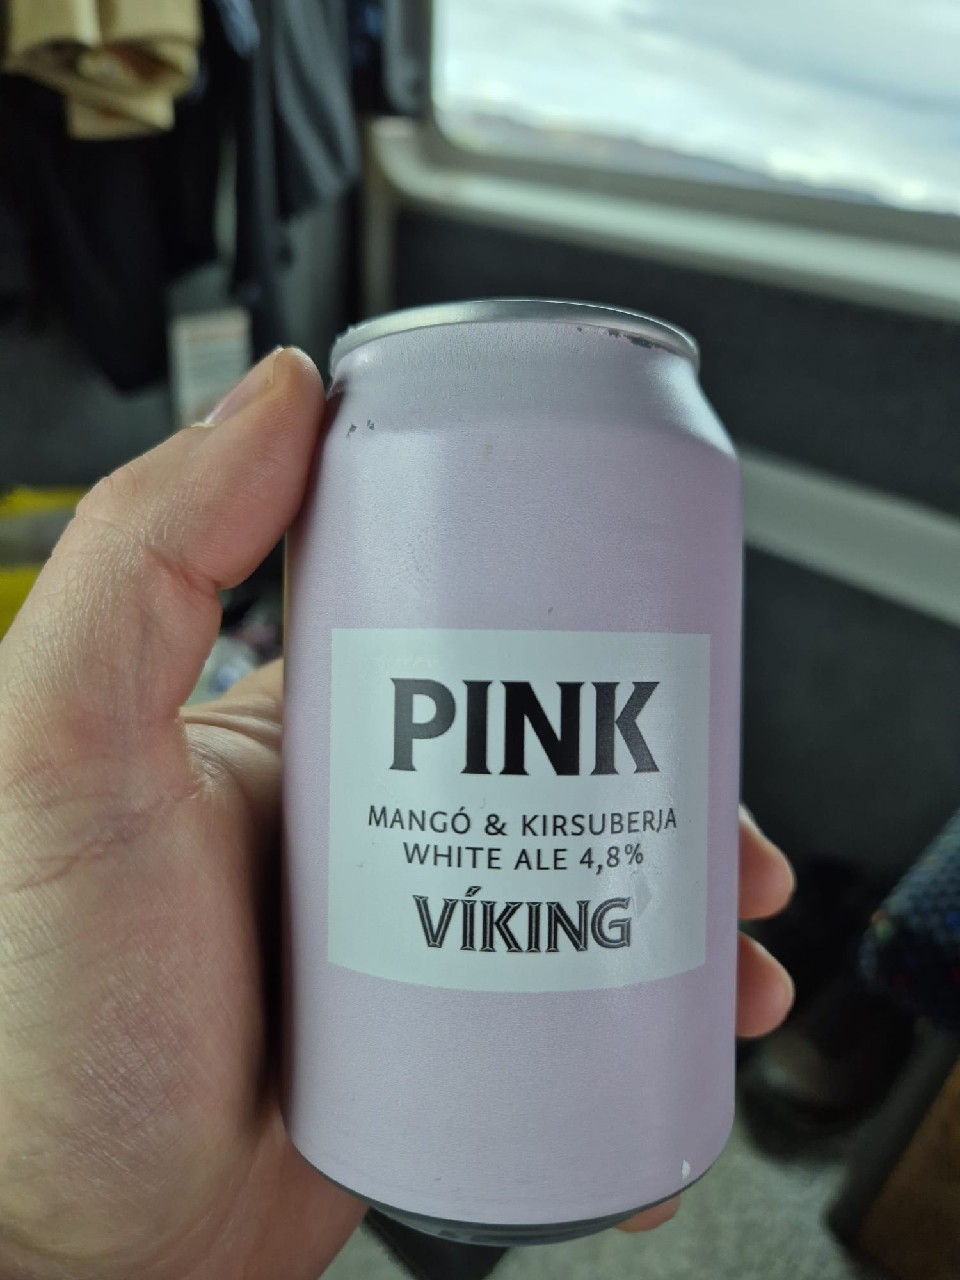 PINK
MANGÓ & KIRSUBERJA
WHITE ALE 4,8%
VÍKING